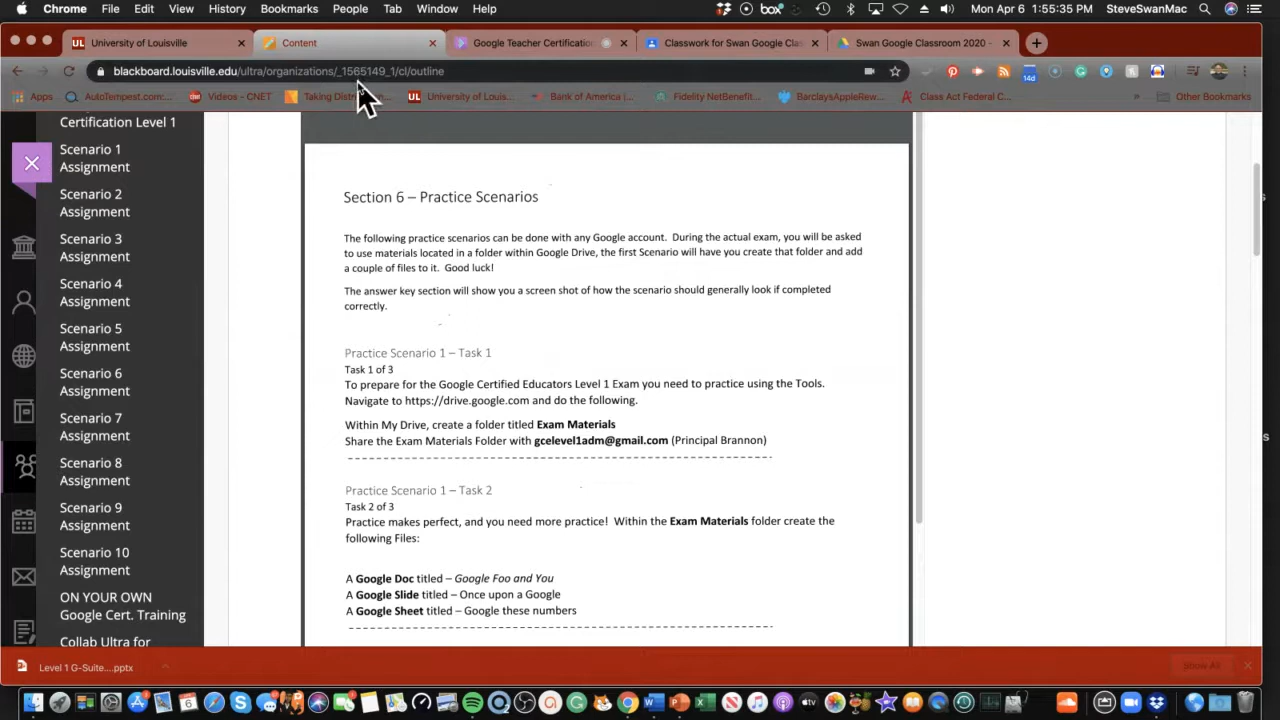 Chrome File Edit View History Bookmarks People Tab Window Help
box Mon Apr 6 1:55:35 PM SteveSwanMac
University of Louisville
Content
Google Teacher Certification
Classwork for Swan Google Clas
Swan Google Classroom 2020 -
blackboard.louisville.edu/ultra/organizations/_1565149_1/cl/outline
14d
Apps
AutoTempest.com:...
Videos - CNET
University of Louis...
Bank of America |...
Fidelity NetBenefit...
BarclaysAppleRew...
Class Act Federal C...
»
Other Bookmarks
Certification Level 1
Scenario 1
Assignment
Scenario 2
Assignment
Scenario 3
Assignment
Scenario 4
Assignment
Scenario 5
Assignment
Scenario 6
Assignment
Scenario 7
Assignment
Scenario 8
Assignment
Scenario 9
Assignment
Scenario 10
Assignment
ON YOUR OWN
Google Cert. Training
Collab Ultra for
Section 6 – Practice Scenarios
The following practice scenarios can be done with any Google account. During the actual exam, you will be asked
to use materials located in a folder within Google Drive, the first Scenario will have you create that folder and add
a couple of files to it. Good luck!
The answer key section will show you a screen shot of how the scenario should generally look if completed
correctly.
Practice Scenario 1 – Task 1
Task 1 of 3
To prepare for the Google Certified Educators Level 1 Exam you need to practice using the Tools.
Navigate to https://drive.google.com and do the following.
Within My Drive, create a folder titled Exam Materials
Share the Exam Materials Folder with gcelevel1adm@gmail.com (Principal Brannon)
Practice Scenario 1 – Task 2
Task 2 of 3
Practice makes perfect, and you need more practice! Within the Exam Materials folder create the
following Files:
A Google Doc titled – Google Foo and You
A Google Slide titled – Once upon a Google
A Google Sheet titled – Google these numbers
Level 1 G-Suite....pptx
Show All